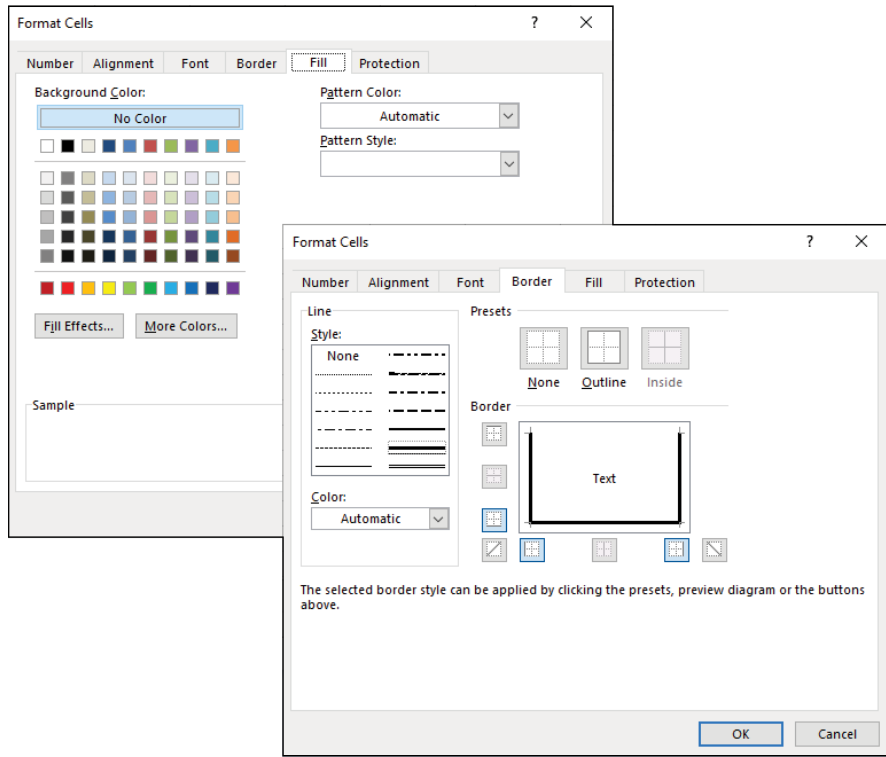 Format Cells ? ×
Number Alignment Font Border Fill Protection
Background Color: Pattern Color:
No Color Automatic
Pattern Style:
Fill Effects... More Colors...
Sample
Format Cells ? ×
Number Alignment Font Border Fill Protection
Line Presets
Style:
None
None Outline Inside
Border
Text
Color:
Automatic
The selected border style can be applied by clicking the presets, preview diagram or the buttons
above.
OK Cancel